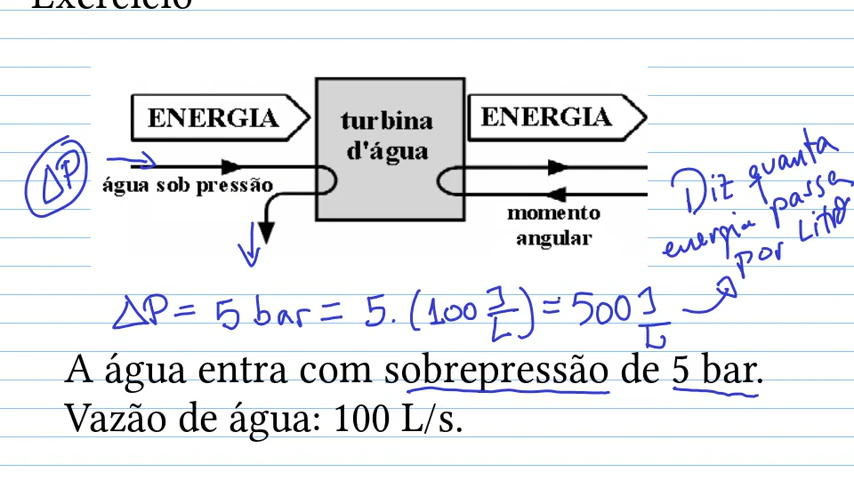 Exercício
ENERGIA
turbina
d'água
ENERGIA
ΔP
água sob pressão
momento
angular
Diz quanta
energia passa
por Litro
ΔP = 5 bar = 5. (100 J/L) = 500 J/L
A água entra com sobrepressão de 5 bar.
Vazão de água: 100 L/s.